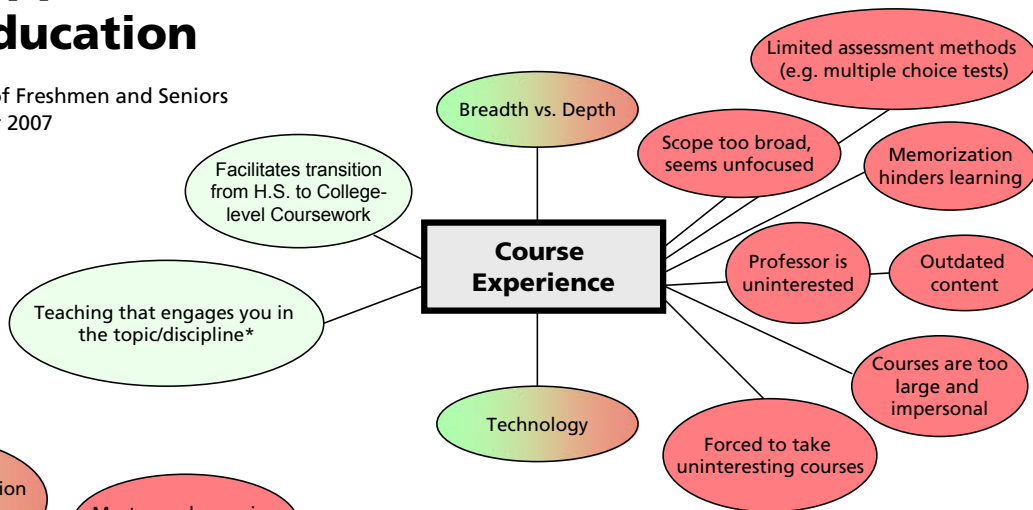 ducation
of Freshmen and Seniors
2007
Limited assessment methods
(e.g. multiple choice tests)
Breadth vs. Depth
Scope too broad,
seems unfocused
Memorization
hinders learning
Facilitates transition
from H.S. to College-
level Coursework
Course
Experience
Professor is
uninterested
Outdated
content
Teaching that engages you in
the topic/discipline*
Courses are too
large and
impersonal
Technology
Forced to take
uninteresting courses